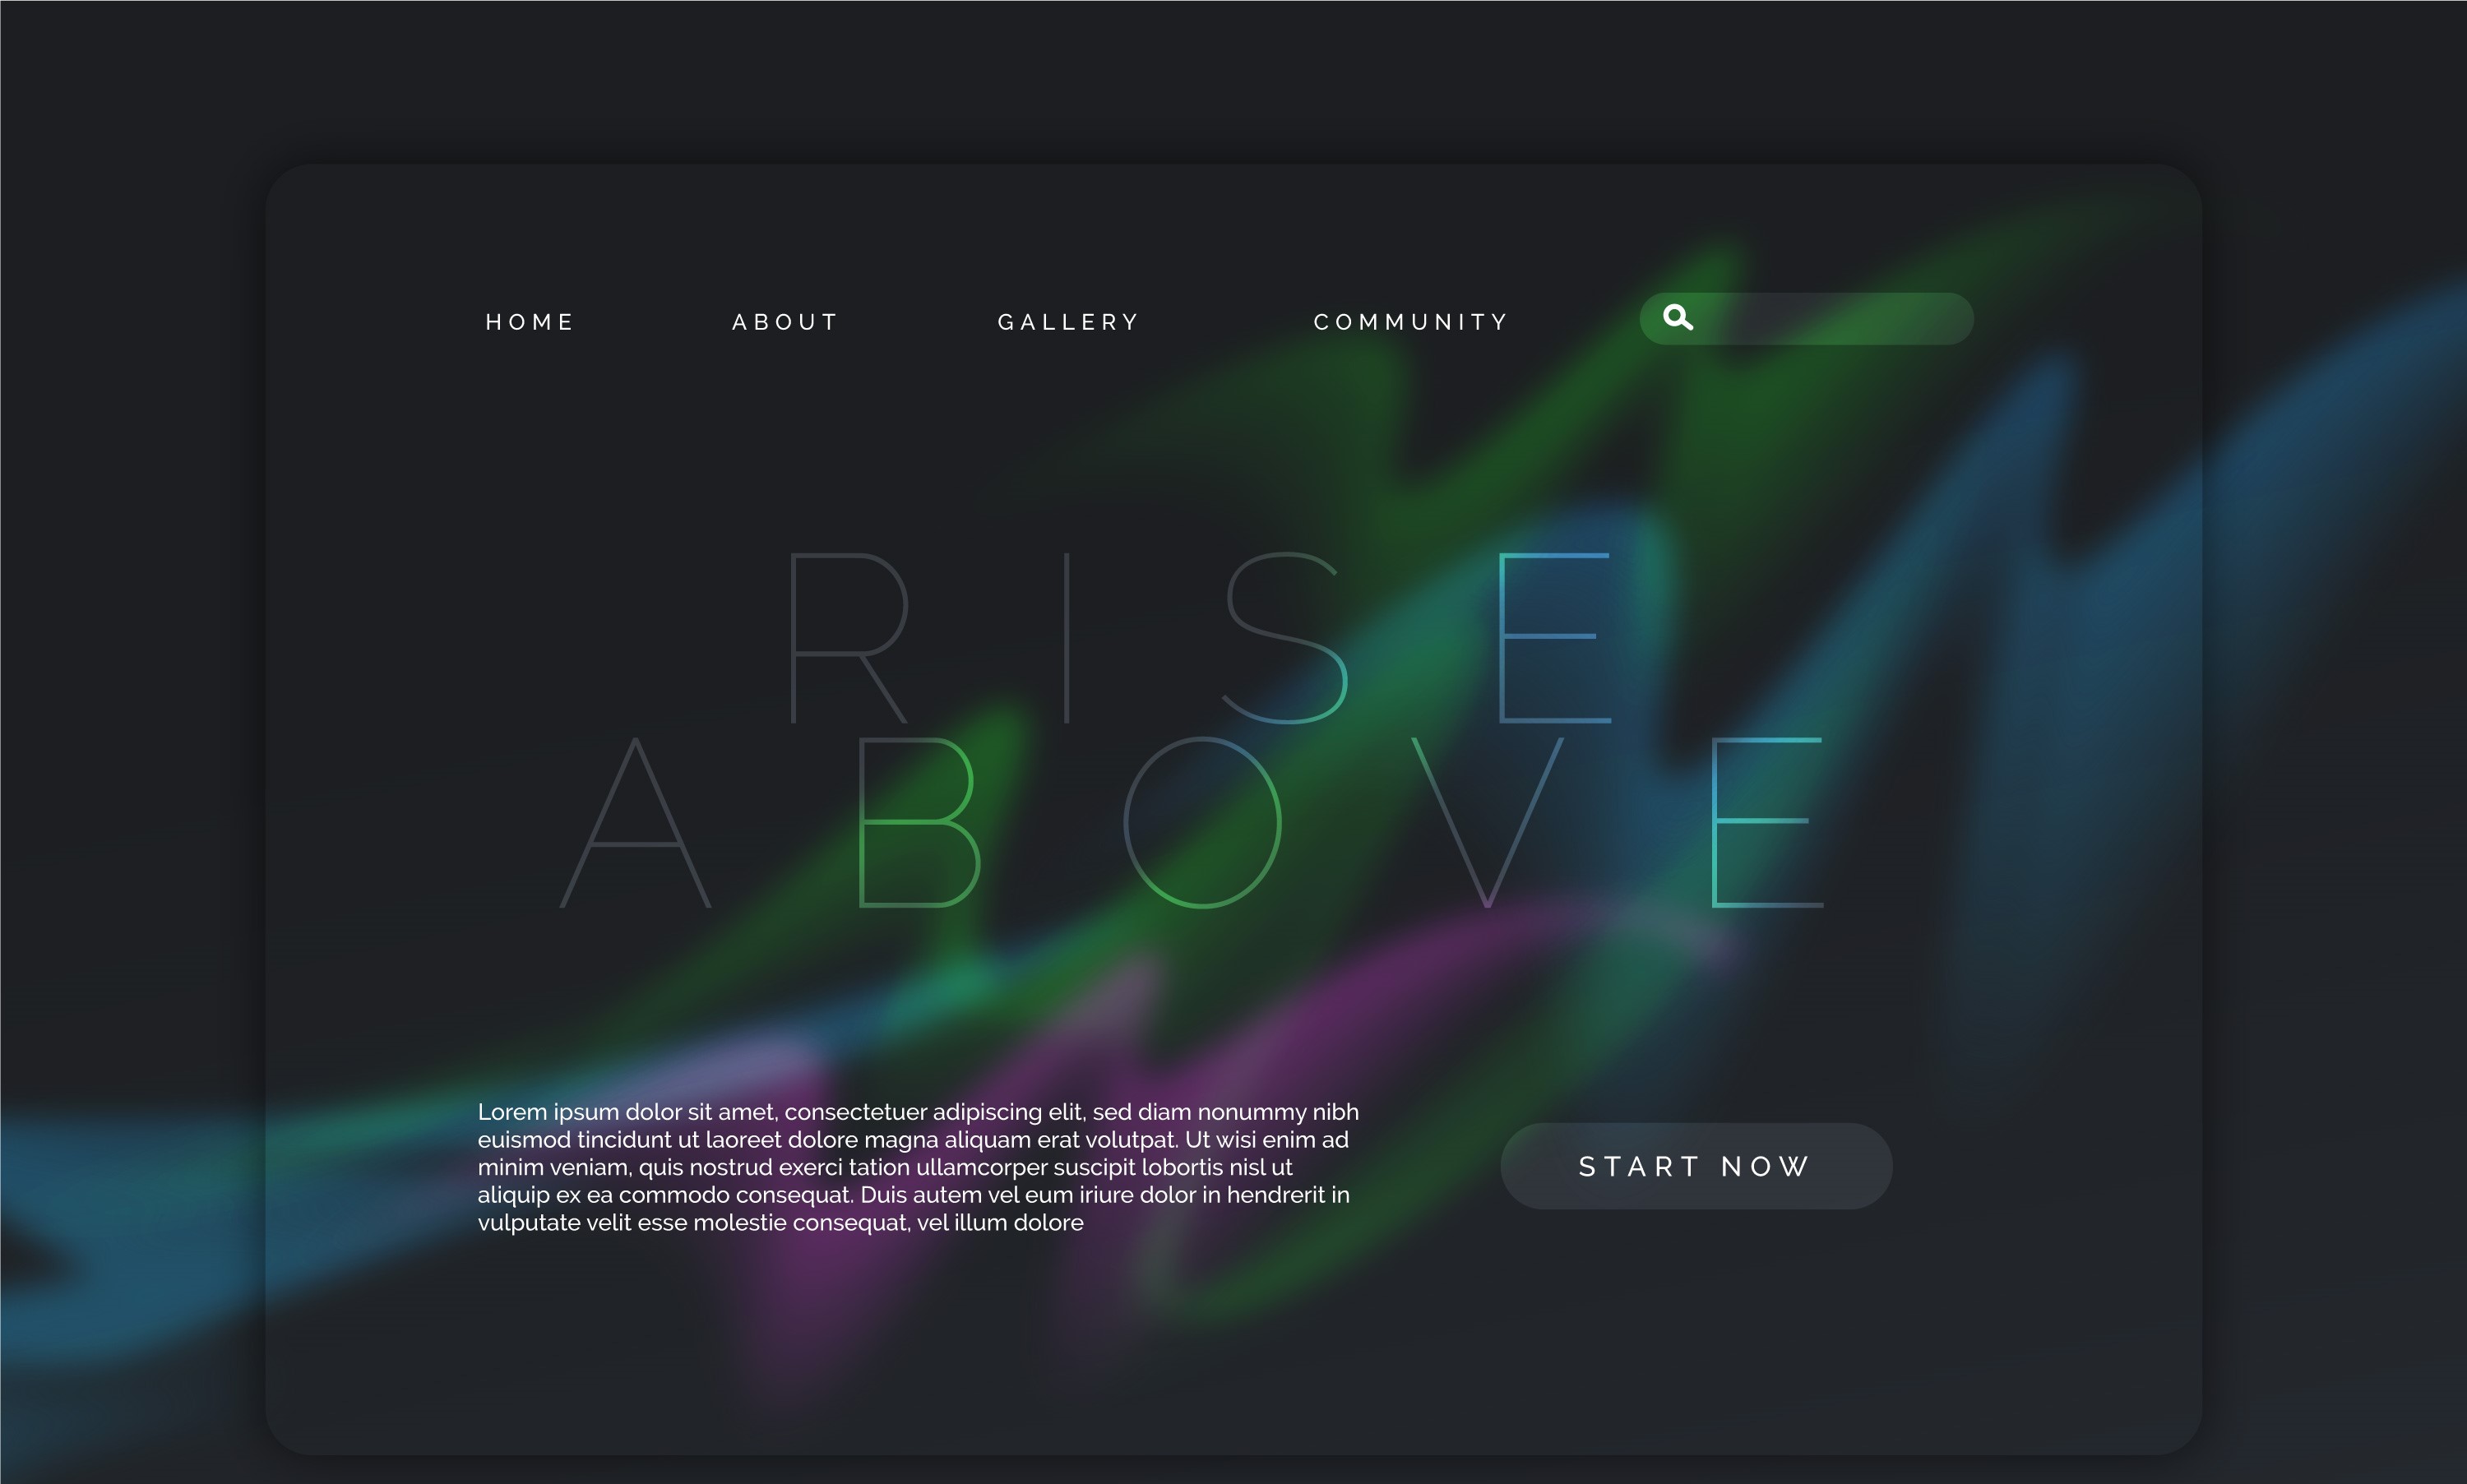 HOME ABOUT GALLERY COMMUNITY
RISE
ABOVE
Lorem ipsum dolor sit amet, consectetuer adipiscing elit, sed diam nonummy nibh
euismod tincidunt ut laoreet dolore magna aliquam erat volutpat. Ut wisi enim ad
minim veniam, quis nostrud exerci tation ullamcorper suscipit lobortis nisl ut
aliquip ex ea commodo consequat. Duis autem vel eum iriure dolor in hendrerit in
vulputate velit esse molestie consequat, vel illum dolore
START NOW